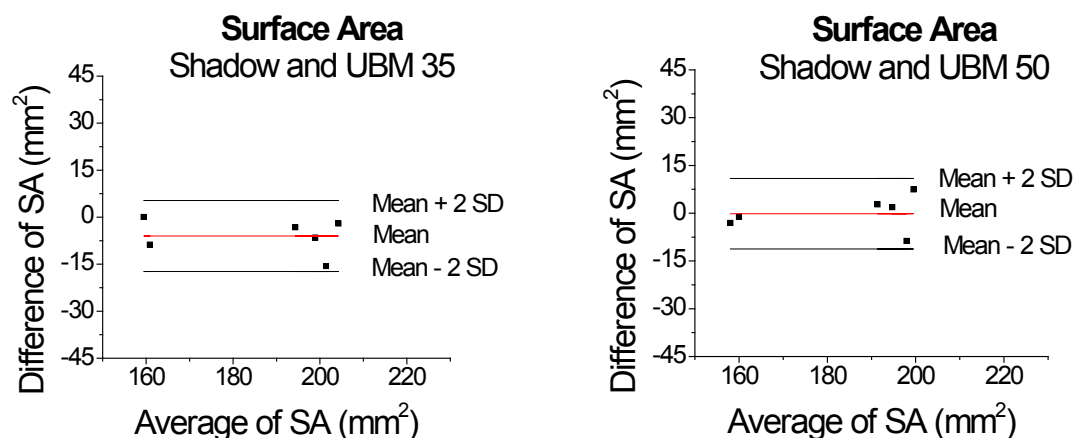 Surface Area
Shadow and UBM 35
45
30
15
0
-15
-30
-45
Difference of SA (mm²)
Mean + 2 SD
Mean
Mean - 2 SD
160
180
200
220
Average of SA (mm²)
Surface Area
Shadow and UBM 50
45
30
15
0
-15
-30
-45
Difference of SA (mm²)
Mean + 2 SD
Mean
Mean - 2 SD
160
180
200
220
Average of SA (mm²)